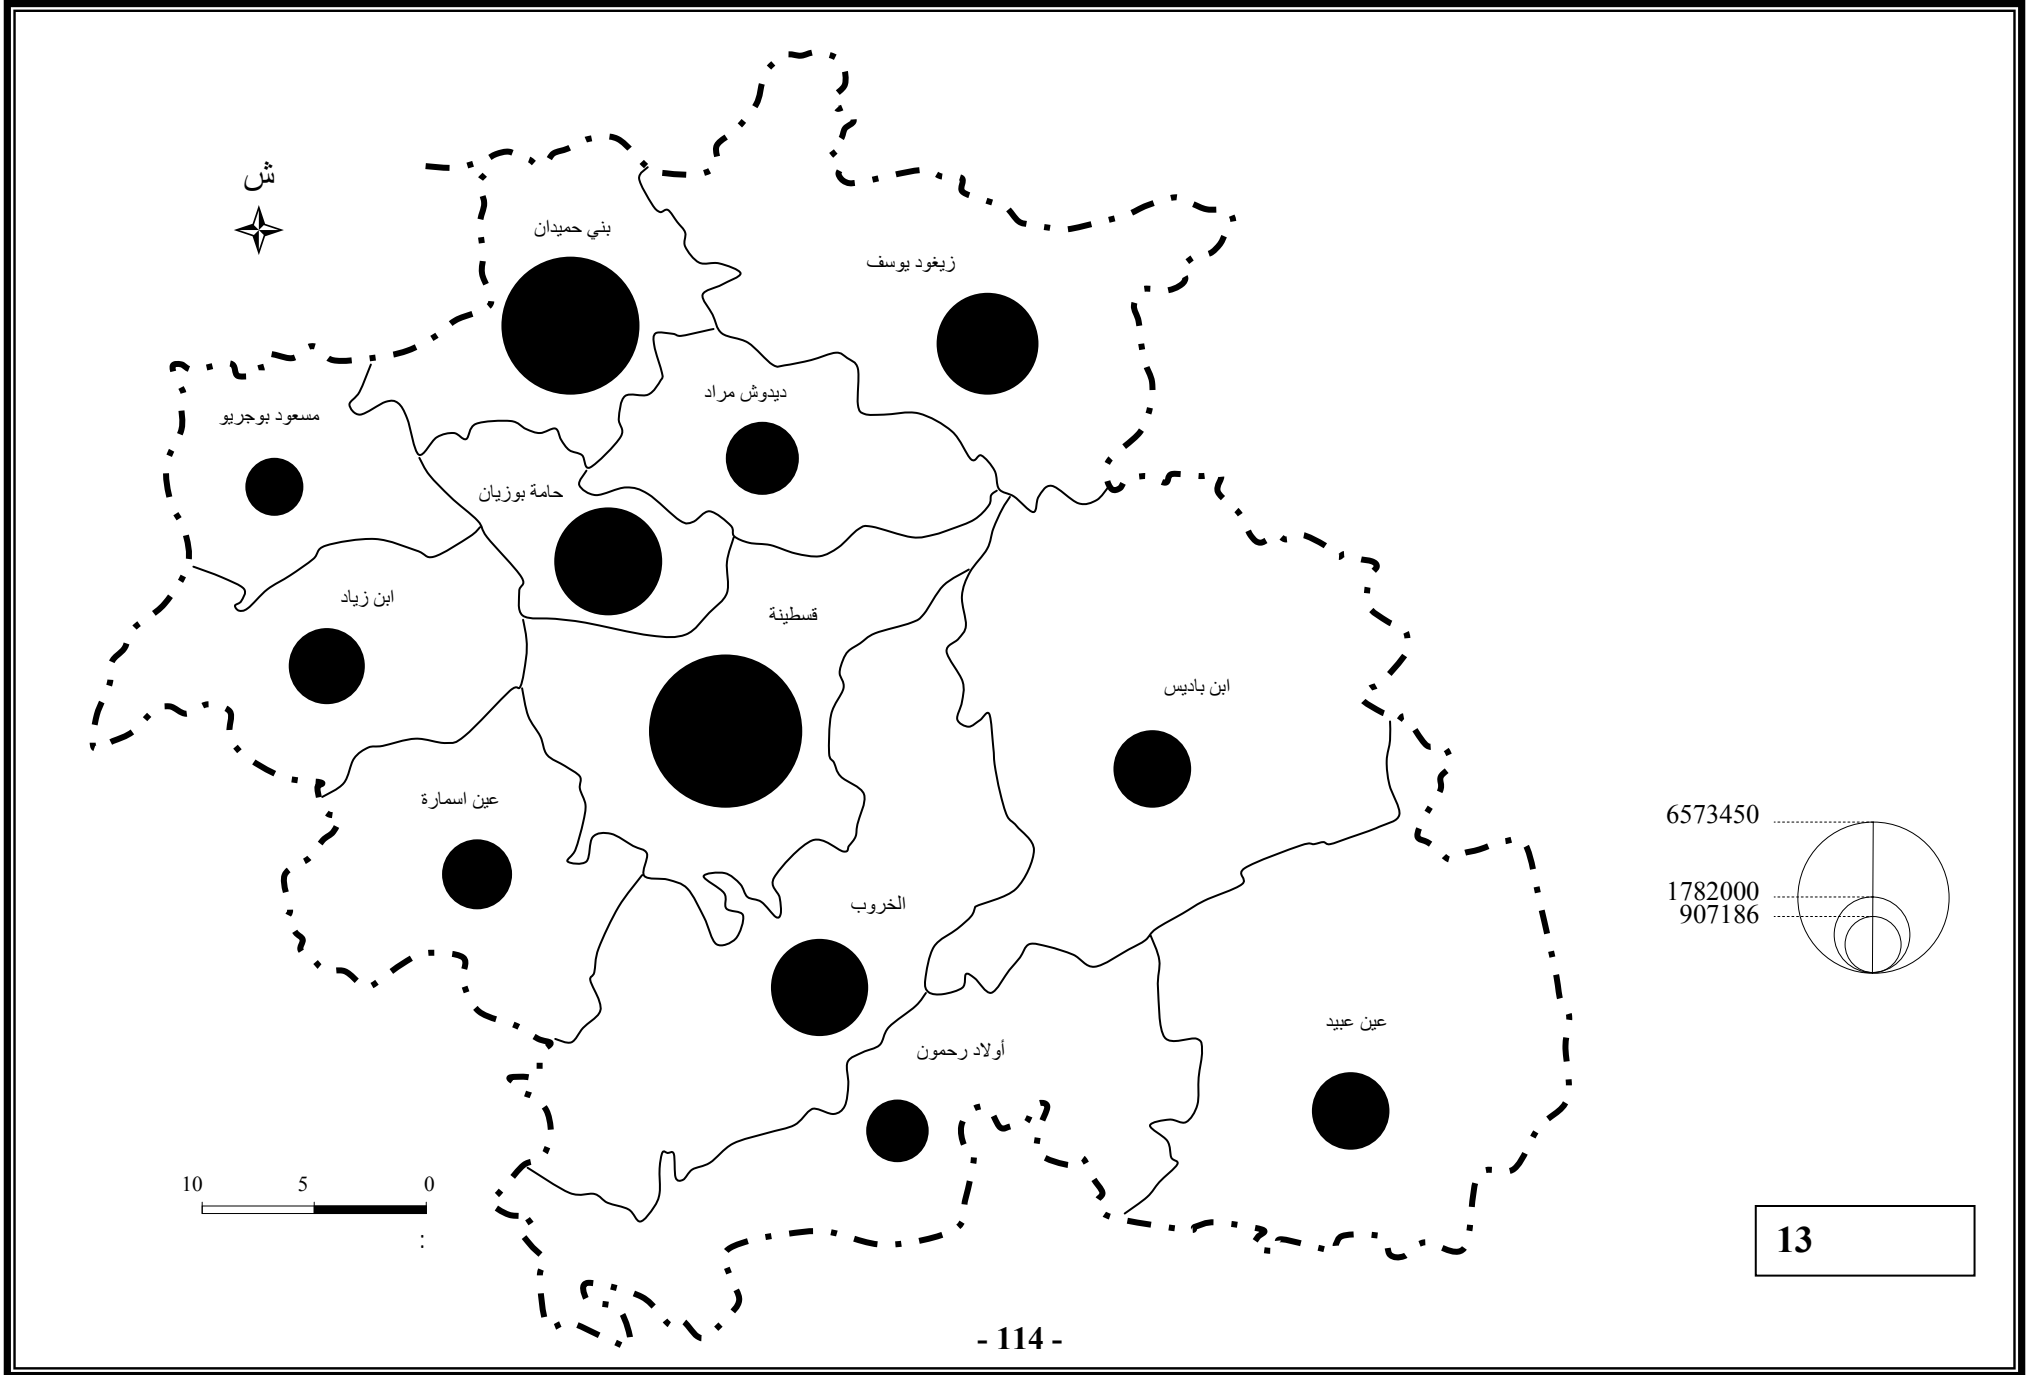 ش
بني حميدان
زيغود يوسف
ديدوش مراد
مسعود بوجريو
حامة بوزيان
ابن زياد
قسطينة
ابن باديس
عين اسمارة
6573450
1782000
907186
الخروب
عين عبيد
أولاد رحمون
10 5 0
:
13
- 114 -